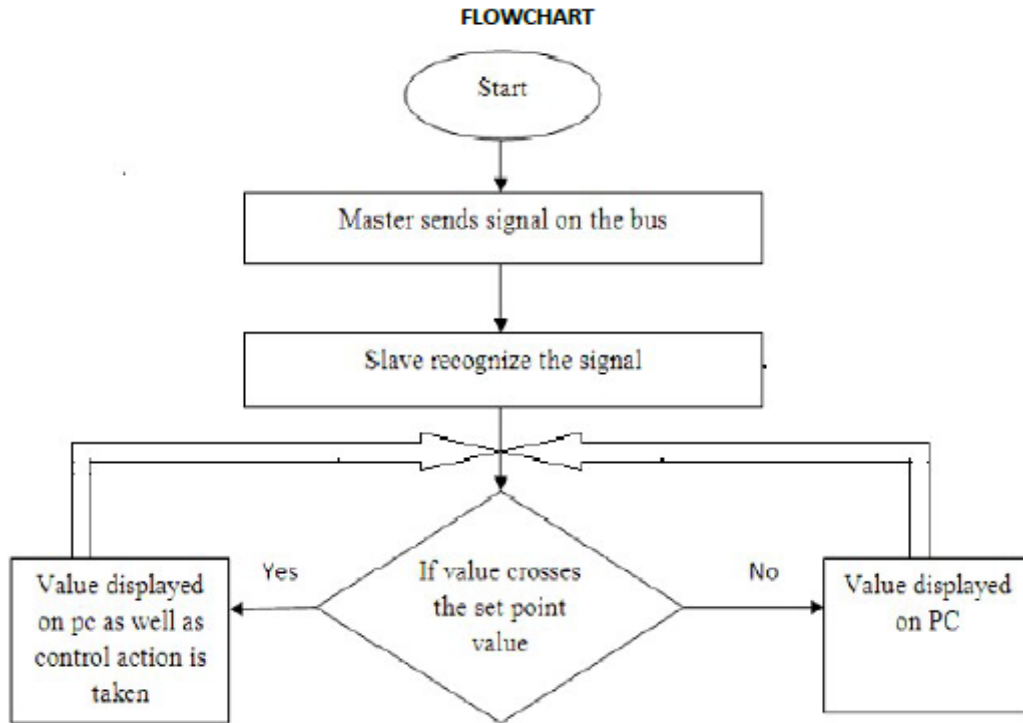 FLOWCHART
Start
Master sends signal on the bus
Slave recognize the signal
Yes
If value crosses
the set point
value
No
Value displayed
on pc as well as
control action is
taken
Value displayed
on PC